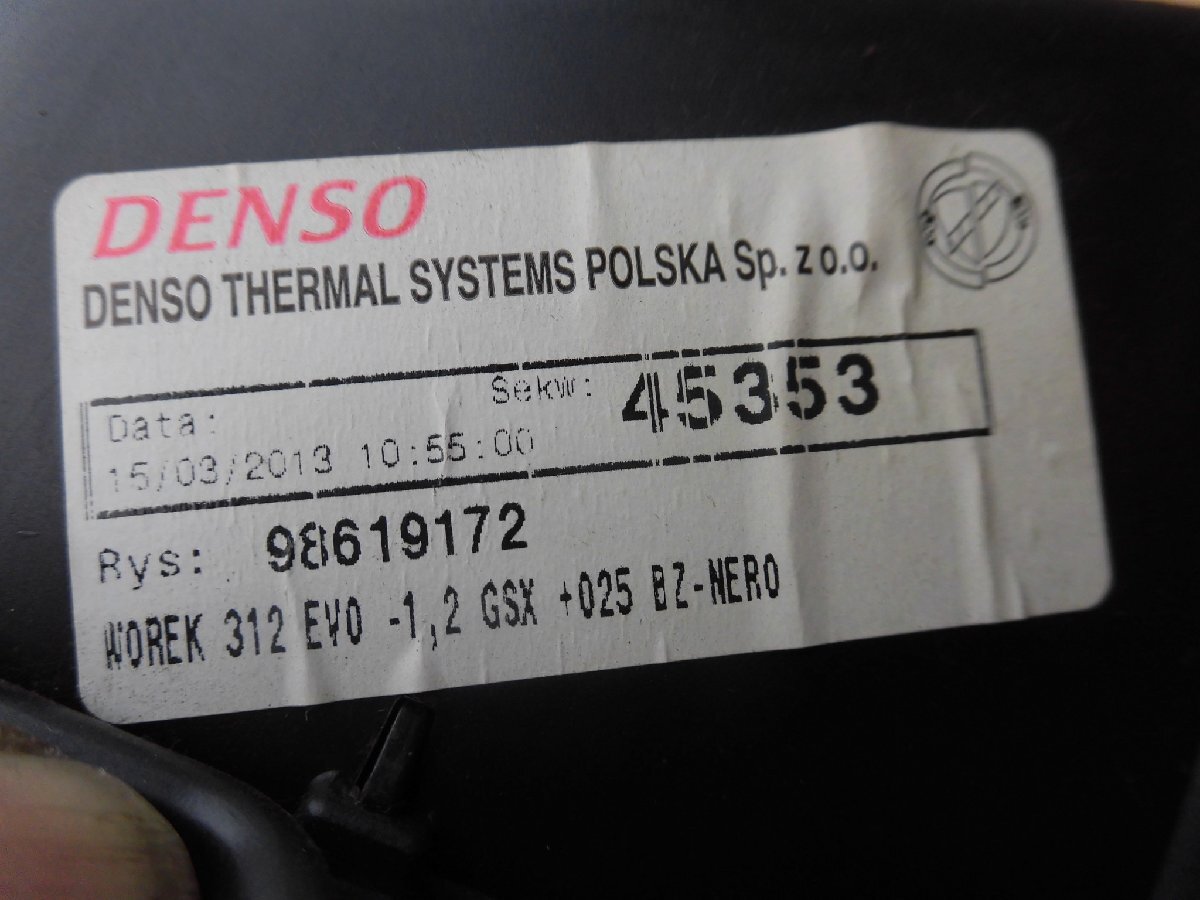 DENSO
DENSO THERMAL SYSTEMS POLSKA Sp. z o.o.
Data:
Sekw: 45353
15/03/2013 10:55:00
Rys: 98619172
WOREK 312 EVO -1,2 GSX +025 BZ-NERO